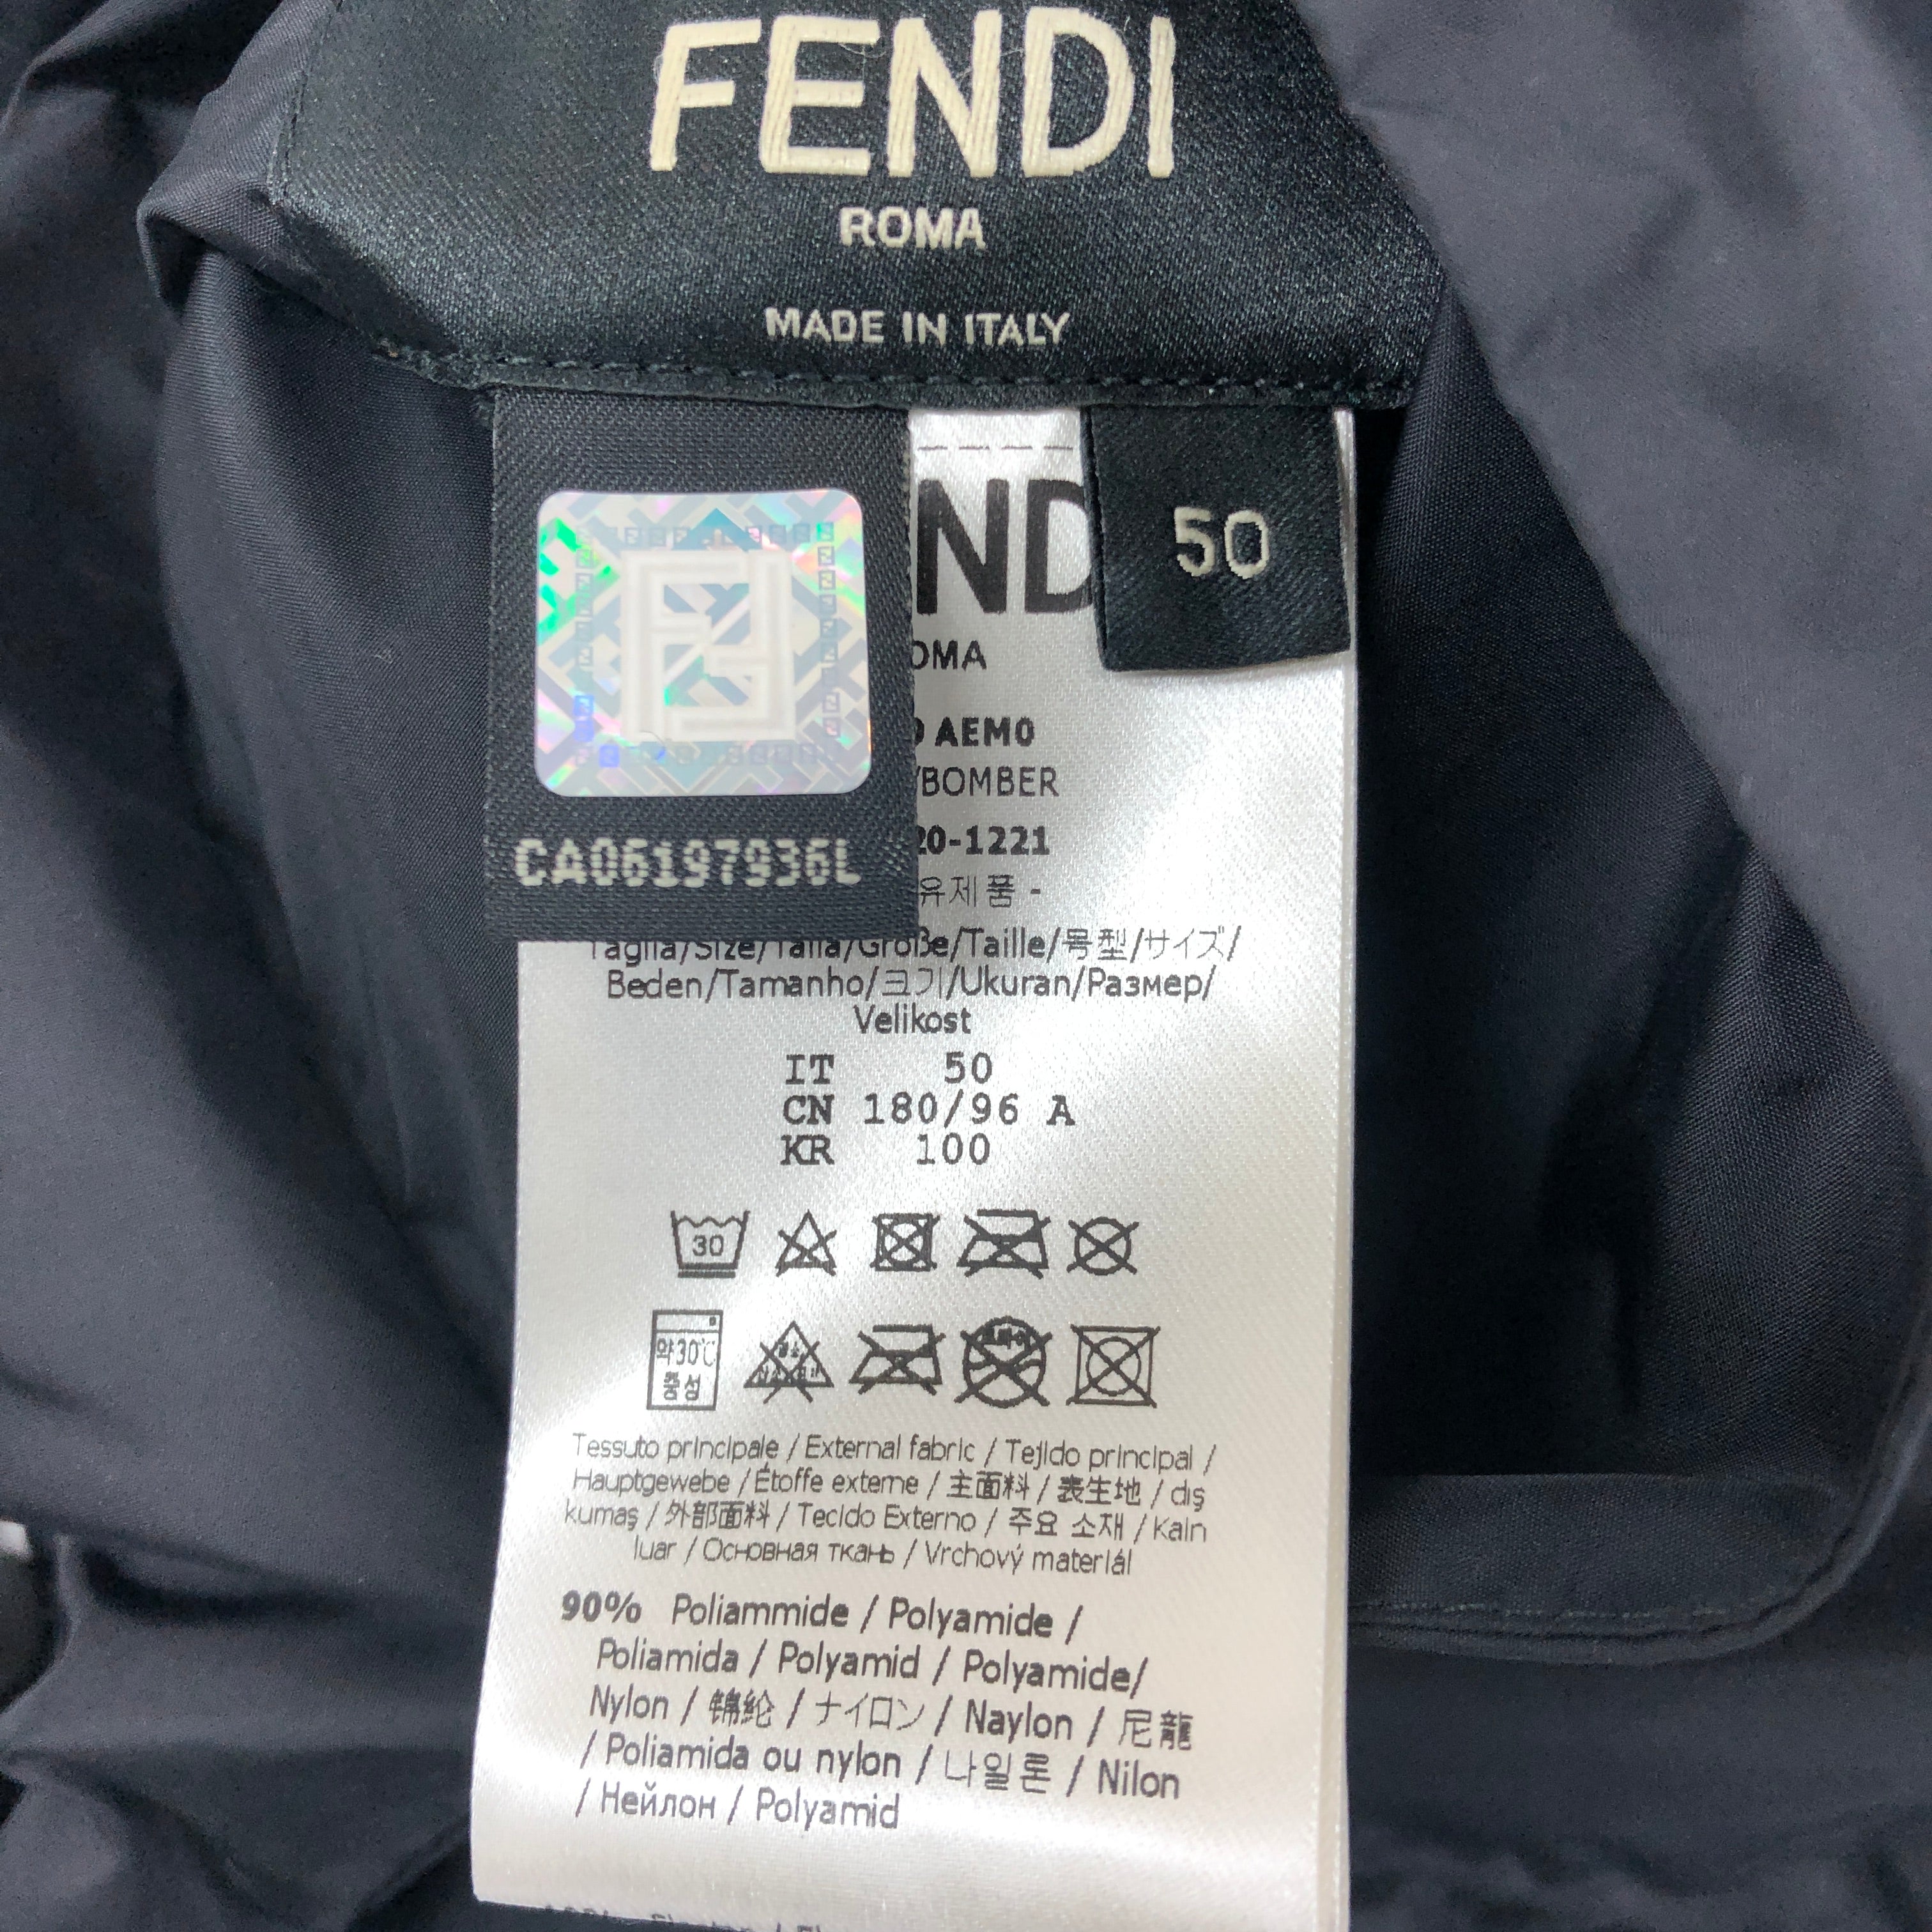 FENDI
ROMA
MADE IN ITALY
50
CA06197936L
AEM0
/BOMBER
20-1221
유제품 -
Taglia/Size/Talla/Größe/Taille/号型/サイズ/
Beden/Tamanho/크기/Ukuran/Размер/
Velikost
IT 50
CN 180/96 A
KR 100
30
약30℃
중성
Tessuto principale / External fabric / Tejido principal /
Hauptgewebe / Étoffe externe / 主面料 / 表生地 / dış
kumaş / 外部面料 / Tecido Externo / 주요 소재 / Kain
luar / Основная ткань / Vrchový materiál
90% Poliammide / Polyamide /
Poliamida / Polyamid / Polyamide/
Nylon / 锦纶 / ナイロン / Naylon / 尼龍
/ Poliamida ou nylon / 나일론 / Nilon
/ Нейлон / Polyamid